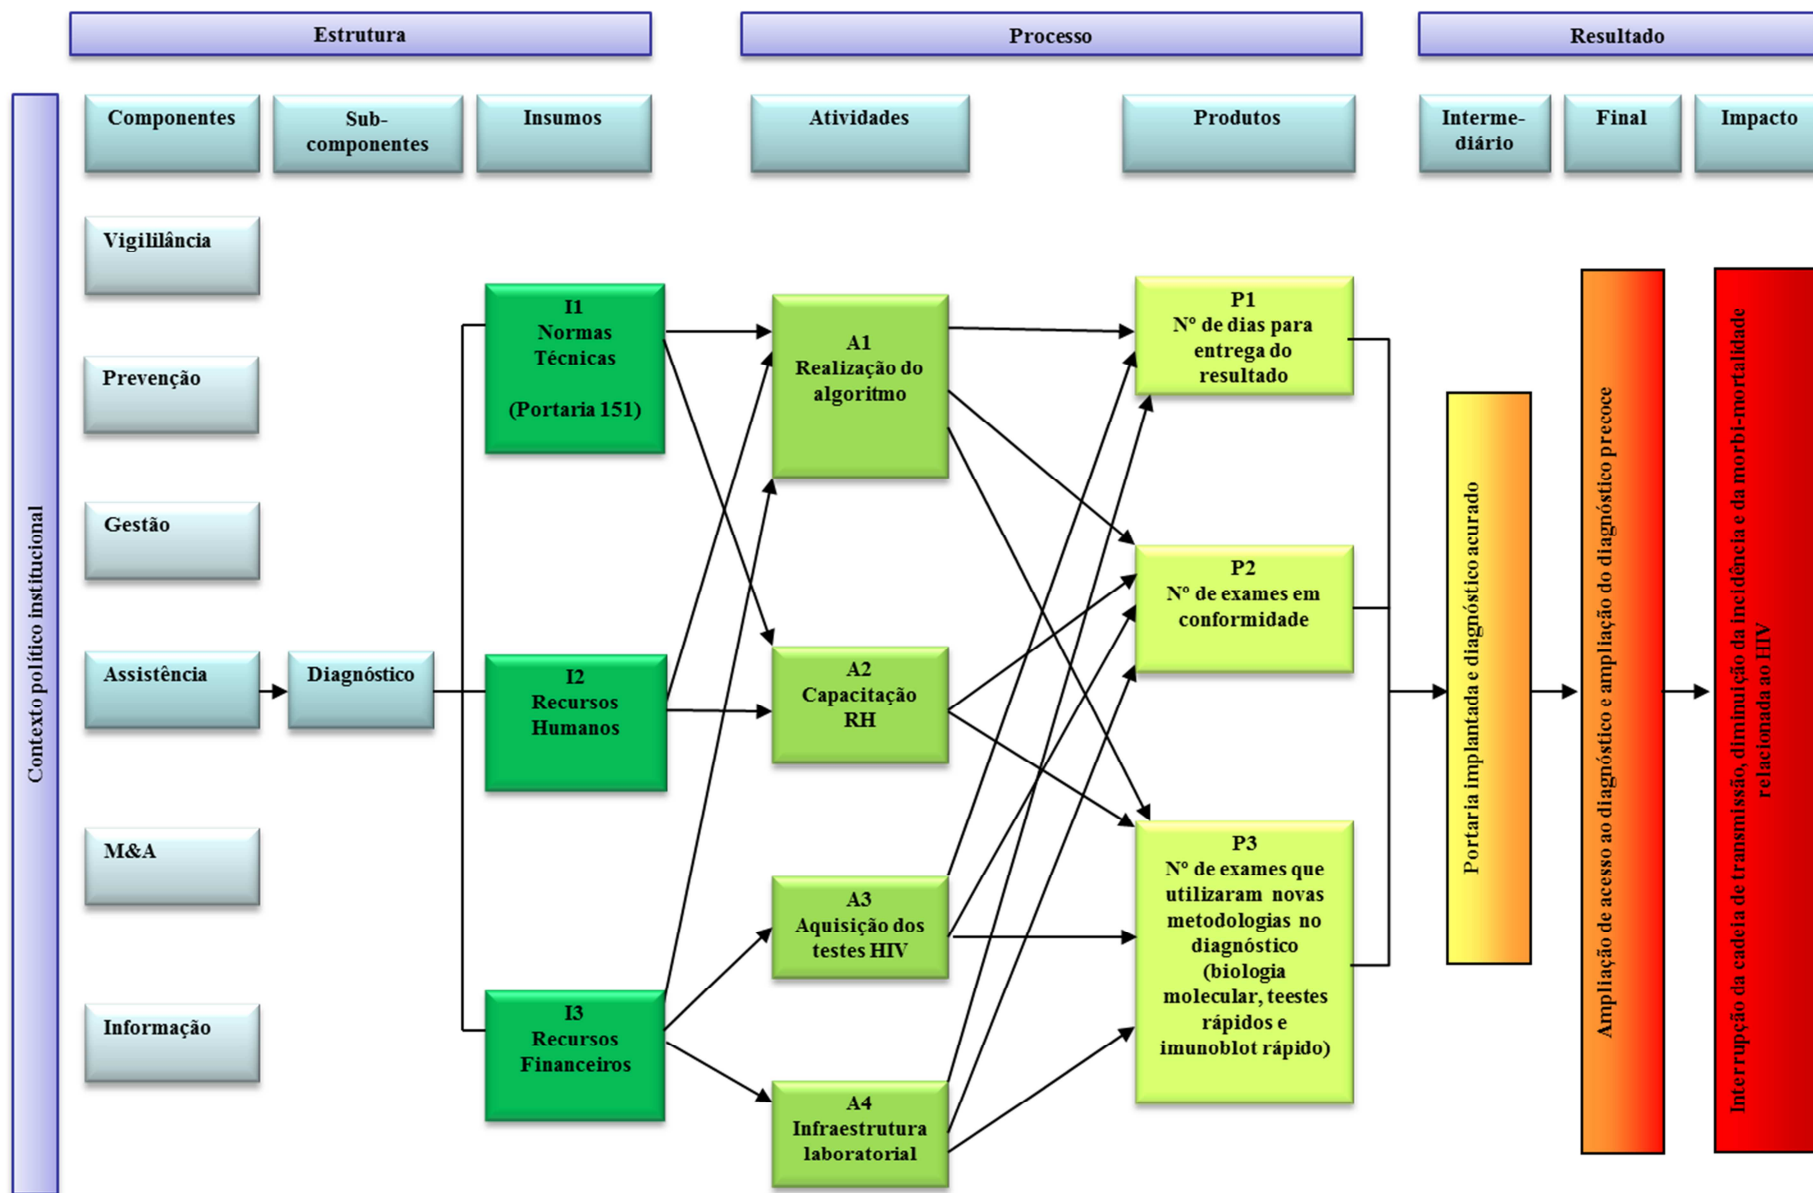 Estrutura
Processo
Resultado
Contexto político institucional
Componentes
Sub-
componentes
Insumos
Atividades
Produtos
Interme-
diário
Final
Impacto
Vigililância
Prevenção
Gestão
Assistência
M&A
Informação
Diagnóstico
I1
Normas
Técnicas
(Portaria 151)
I2
Recursos
Humanos
I3
Recursos
Financeiros
A1
Realização do
algoritmo
A2
Capacitação
RH
A3
Aquisição dos
testes HIV
A4
Infraestrutura
laboratorial
P1
Nº de dias para
entrega do
resultado
P2
Nº de exames em
conformidade
P3
Nº de exames que
utilizaram novas
metodologias no
diagnóstico
(biologia
molecular, teestes
rápidos e
imunoblot rápido)
Portaria implantada e diagnóstico acurado
Ampliação de acesso ao diagnóstico e ampliação do diagnóstico precoce
Interrupção da cadeia de transmissão, diminuição da incidência e da morbi-mortalidade
relacionada ao HIV